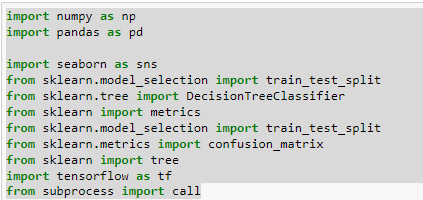 import numpy as np
import pandas as pd
import seaborn as sns
from sklearn.model_selection import train_test_split
from sklearn.tree import DecisionTreeClassifier
from sklearn import metrics
from sklearn.model_selection import train_test_split
from sklearn.metrics import confusion_matrix
from sklearn import tree
import tensorflow as tf
from subprocess import call